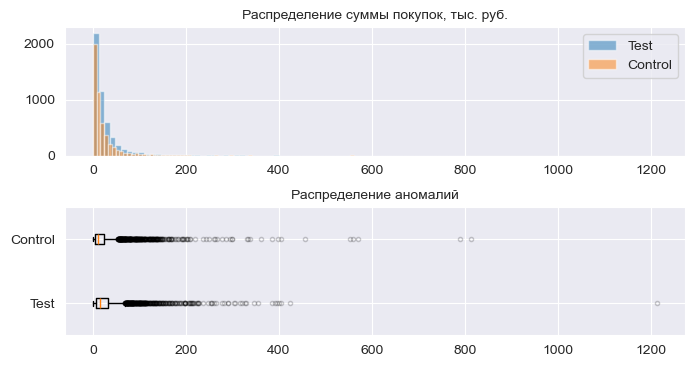 Распределение суммы покупок, тыс. руб.
2000
1000
0
Test
Control
0 200 400 600 800 1000 1200
Распределение аномалий
Control
Test
0 200 400 600 800 1000 1200